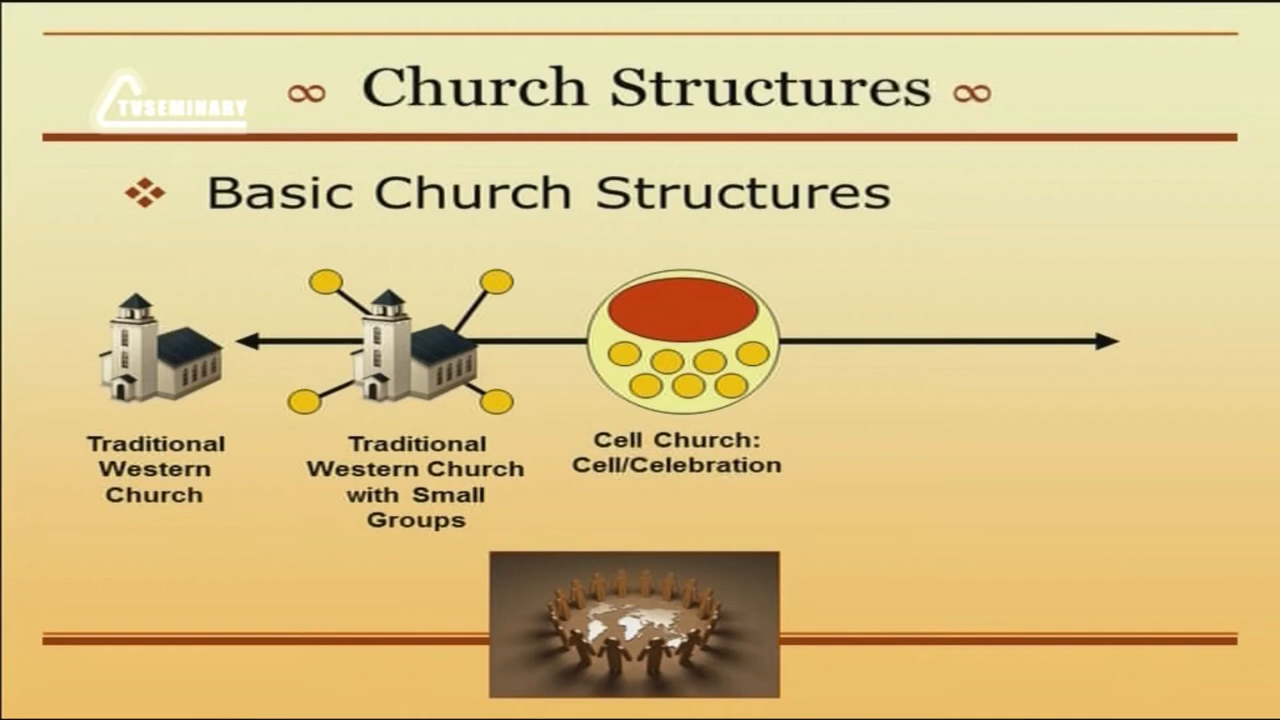 TVSEMINARY
∞ Church Structures ∞
❖ Basic Church Structures
Traditional
Western
Church
Traditional
Western Church
with Small
Groups
Cell Church:
Cell/Celebration